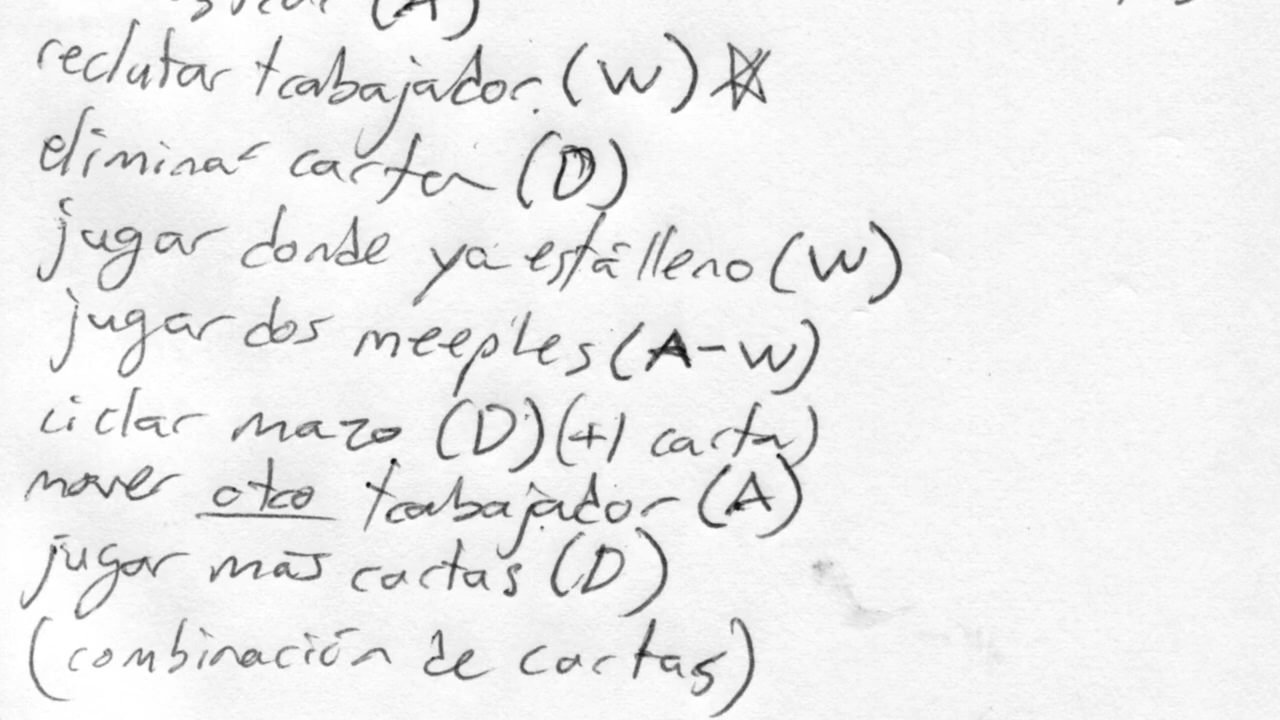 (A)
reclutar trabajador (W)
eliminar carta (D)
jugar donde ya está lleno (W)
jugar dos meeples (A-W)
ciclar mazo (D) (+1 carta)
mover otro trabajador (A)
jugar más cartas (D)
(combinación de cartas)